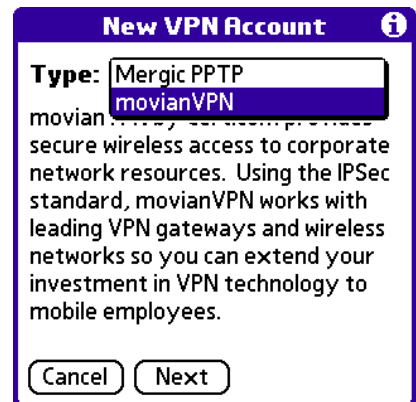 New VPN Account
Type: Mergic PPTP
movianVPN
movian
secure wireless access to corporate
network resources. Using the IPSec
standard, movianVPN works with
leading VPN gateways and wireless
networks so you can extend your
investment in VPN technology to
mobile employees.
Cancel Next